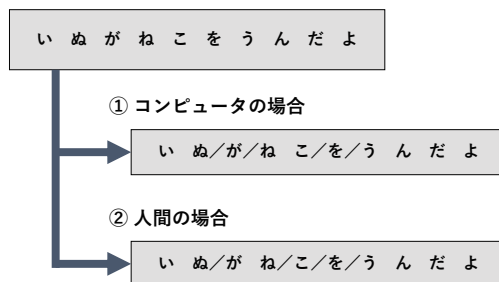 い ぬ が ね こ を う ん だ よ
① コンピュータの場合
い ぬ／が／ね こ／を／う ん だ よ
② 人間の場合
い ぬ／が ね／こ／を／う ん だ よ